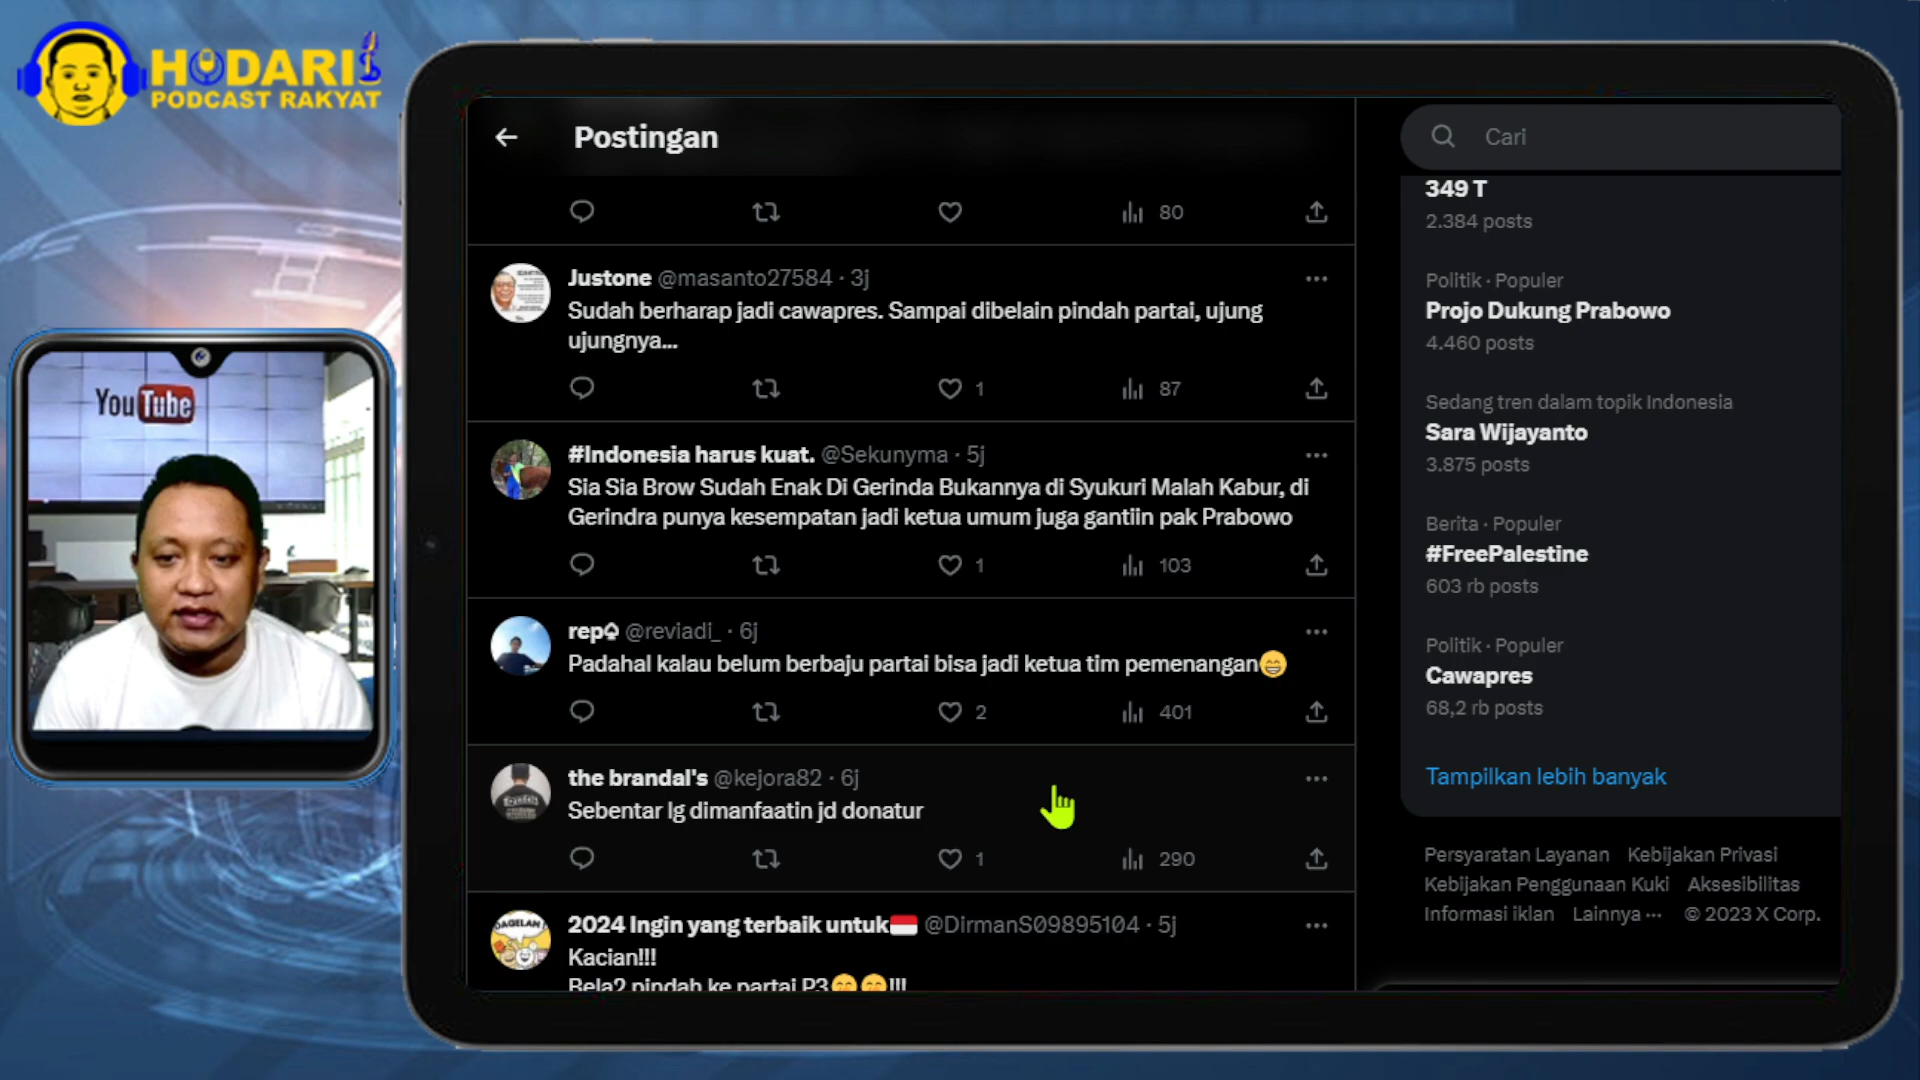 HODARI
PODCAST RAKYAT
YouTube
Postingan
80
Justone @masanto27584 · 3j
Sudah berharap jadi cawapres. Sampai dibelain pindah partai, ujung
ujungnya...
1
87
#Indonesia harus kuat. @Sekunyma · 5j
Sia Sia Brow Sudah Enak Di Gerinda Bukannya di Syukuri Malah Kabur, di
Gerindra punya kesempatan jadi ketua umum juga gantiin pak Prabowo
1
103
rep @reviadi_ · 6j
Padahal kalau belum berbaju partai bisa jadi ketua tim pemenangan😁
2
401
the brandal's @kejora82 · 6j
Sebentar lg dimanfaatin jd donatur
1
290
DAGELAN
2024 Ingin yang terbaik untuk🇮🇩 @DirmanS09895104 · 5j
Kacian!!!
Bela2 pindah ke partai P3🤭🤭!!!
Cari
349 T
2.384 posts
Politik · Populer
Projo Dukung Prabowo
4.460 posts
Sedang tren dalam topik Indonesia
Sara Wijayanto
3.875 posts
Berita · Populer
#FreePalestine
603 rb posts
Politik · Populer
Cawapres
68,2 rb posts
Tampilkan lebih banyak
Persyaratan Layanan Kebijakan Privasi
Kebijakan Penggunaan Kuki Aksesibilitas
Informasi iklan Lainnya ··· © 2023 X Corp.